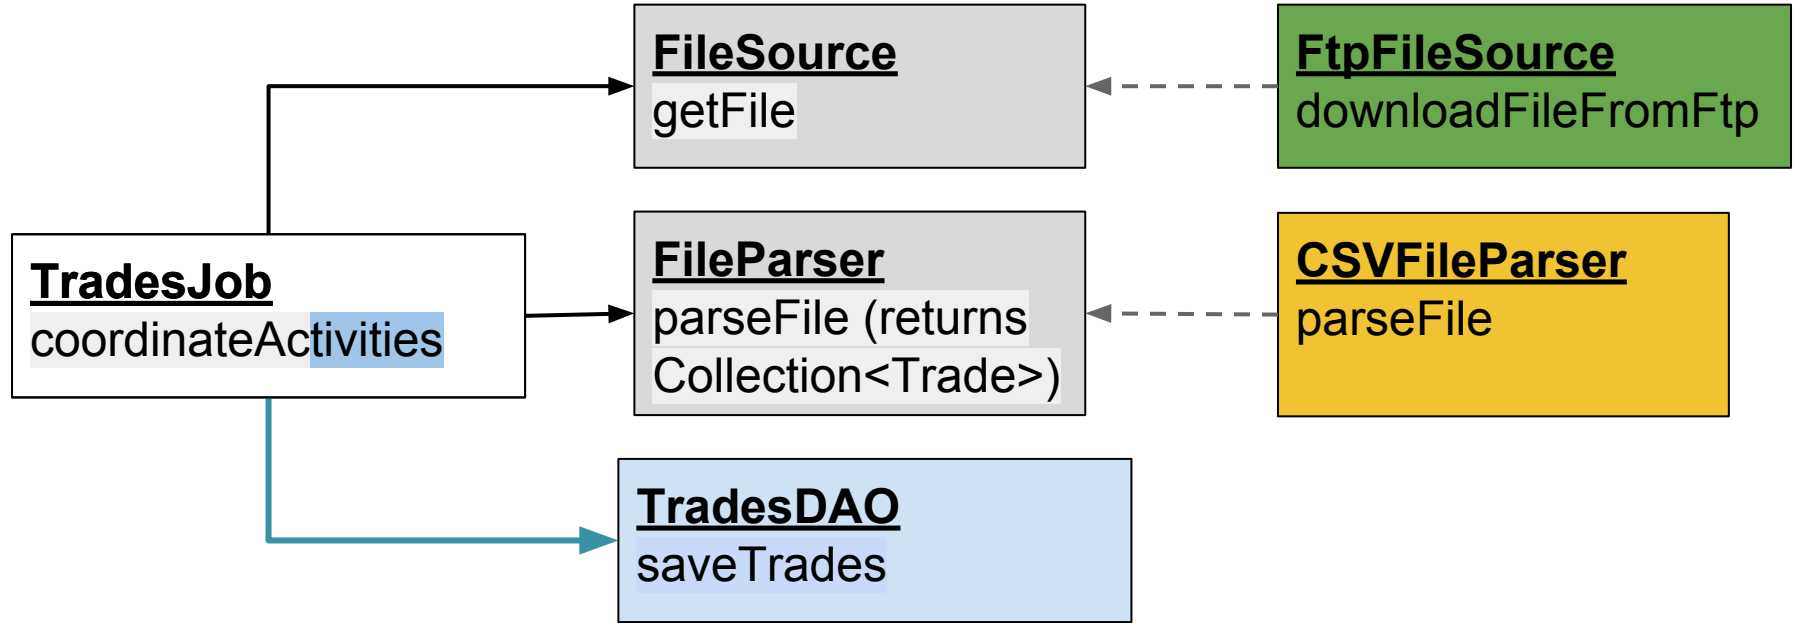 FileSource
getFile
FtpFileSource
downloadFileFromFtp
TradesJob
coordinateActivities
FileParser
parseFile (returns
Collection<Trade>)
CSVFileParser
parseFile
TradesDAO
saveTrades